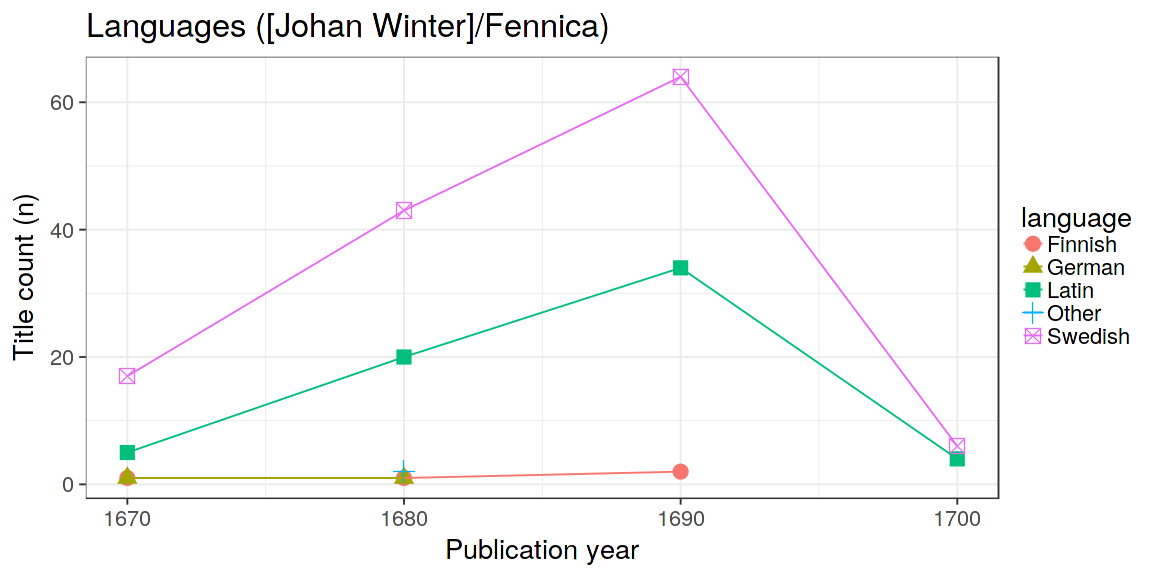 Languages ([Johan Winter]/Fennica)
60
40
20
0
Title count (n)
1670 1680 1690 1700
Publication year
language
Finnish
German
Latin
Other
Swedish